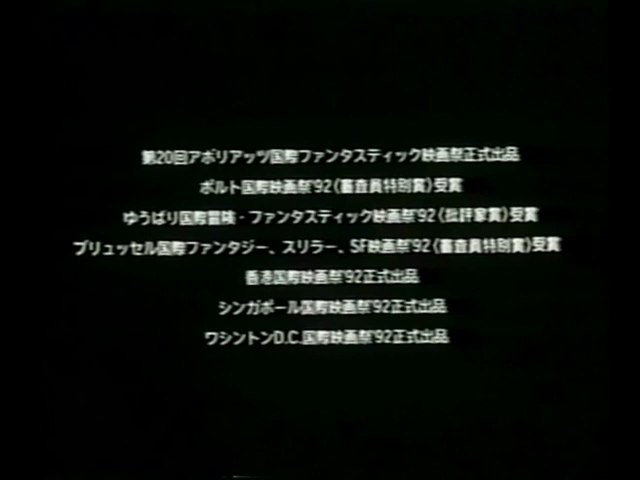 第20回アボリアッツ国際ファンタスティック映画祭正式出品
ポルト国際映画祭'92《審査員特別賞》受賞
ゆうばり国際冒険・ファンタスティック映画祭'92《批評家賞》受賞
ブリュッセル国際ファンタジー、スリラー、SF映画祭'92《審査員特別賞》受賞
香港国際映画祭'92正式出品
シンガポール国際映画祭'92正式出品
ワシントンD.C.国際映画祭'92正式出品